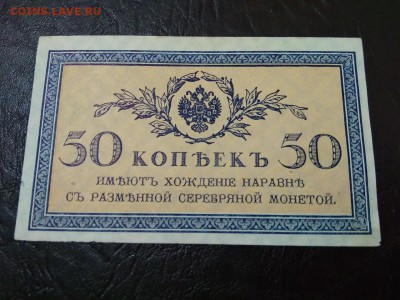 COINS.LAVE.RU
50 КОПѢЕКЪ 50
ИМѢЮТЪ ХОЖДЕНІЕ НАРАВНѢ
СЪ РАЗМѢННОЙ СЕРЕБРЯНОЙ МОНЕТОЙ.